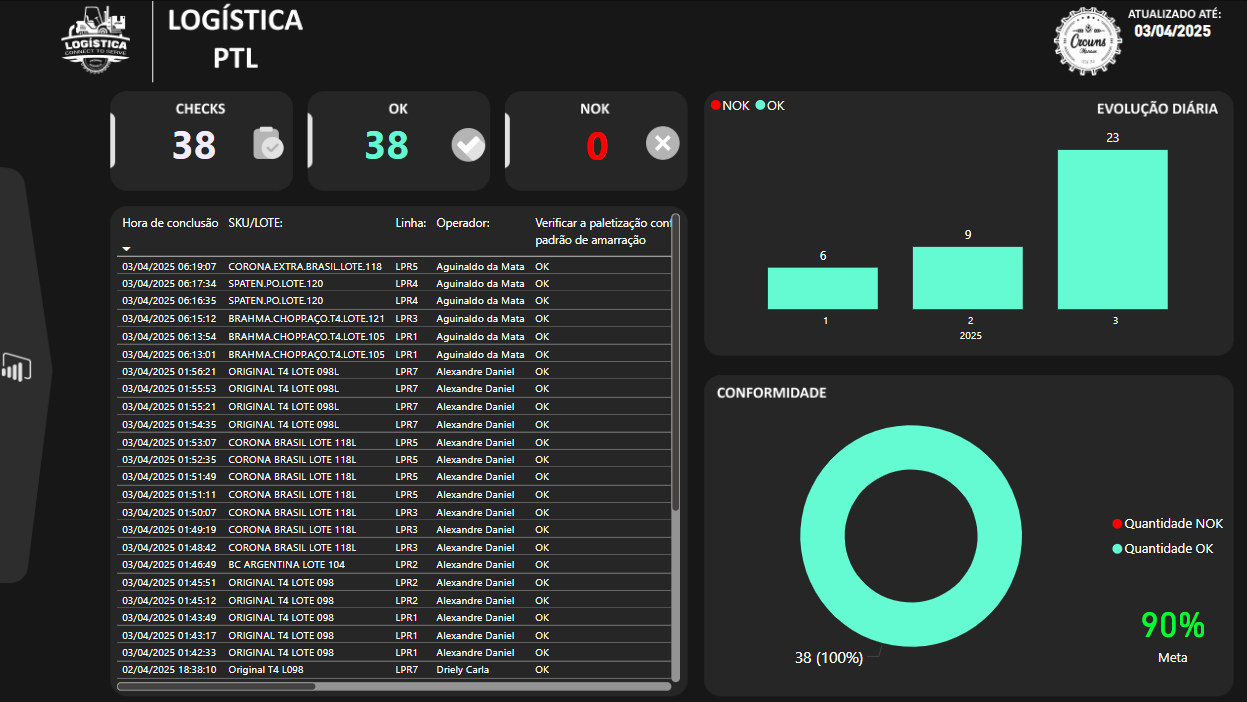 LOGÍSTICA
CONNECT TO SERVE
LOGÍSTICA
PTL
Crowns
ATUALIZADO ATÉ:
03/04/2025
CHECKS
38
OK
38
NOK
0
NOK OK
EVOLUÇÃO DIÁRIA
23
9
6
1 2 3
2025
Hora de conclusão SKU/LOTE: Linha: Operador: Verificar a paletização con
padrão de amarração
03/04/2025 06:19:07 CORONA.EXTRA.BRASIL.LOTE.118 LPR5 Aguinaldo da Mata OK
03/04/2025 06:17:34 SPATEN.PO.LOTE.120 LPR4 Aguinaldo da Mata OK
03/04/2025 06:16:35 SPATEN.PO.LOTE.120 LPR4 Aguinaldo da Mata OK
03/04/2025 06:15:12 BRAHMA.CHOPP.AÇO.T4.LOTE.121 LPR3 Aguinaldo da Mata OK
03/04/2025 06:13:54 BRAHMA.CHOPP.AÇO.T4.LOTE.105 LPR1 Aguinaldo da Mata OK
03/04/2025 06:13:01 BRAHMA.CHOPP.AÇO.T4.LOTE.105 LPR1 Aguinaldo da Mata OK
03/04/2025 01:56:21 ORIGINAL T4 LOTE 098L LPR7 Alexandre Daniel OK
03/04/2025 01:55:53 ORIGINAL T4 LOTE 098L LPR7 Alexandre Daniel OK
03/04/2025 01:55:21 ORIGINAL T4 LOTE 098L LPR7 Alexandre Daniel OK
03/04/2025 01:54:35 ORIGINAL T4 LOTE 098L LPR7 Alexandre Daniel OK
03/04/2025 01:53:07 CORONA BRASIL LOTE 118L LPR5 Alexandre Daniel OK
03/04/2025 01:52:35 CORONA BRASIL LOTE 118L LPR5 Alexandre Daniel OK
03/04/2025 01:51:49 CORONA BRASIL LOTE 118L LPR5 Alexandre Daniel OK
03/04/2025 01:51:11 CORONA BRASIL LOTE 118L LPR5 Alexandre Daniel OK
03/04/2025 01:50:07 CORONA BRASIL LOTE 118L LPR3 Alexandre Daniel OK
03/04/2025 01:49:19 CORONA BRASIL LOTE 118L LPR3 Alexandre Daniel OK
03/04/2025 01:48:42 CORONA BRASIL LOTE 118L LPR3 Alexandre Daniel OK
03/04/2025 01:46:49 BC ARGENTINA LOTE 104 LPR2 Alexandre Daniel OK
03/04/2025 01:45:51 ORIGINAL T4 LOTE 098 LPR2 Alexandre Daniel OK
03/04/2025 01:45:12 ORIGINAL T4 LOTE 098 LPR2 Alexandre Daniel OK
03/04/2025 01:43:49 ORIGINAL T4 LOTE 098 LPR1 Alexandre Daniel OK
03/04/2025 01:43:17 ORIGINAL T4 LOTE 098 LPR1 Alexandre Daniel OK
03/04/2025 01:42:33 ORIGINAL T4 LOTE 098 LPR1 Alexandre Daniel OK
02/04/2025 18:38:10 Original T4 L098 LPR7 Driely Carla OK
CONFORMIDADE
Quantidade NOK
Quantidade OK
38 (100%)
90%
Meta